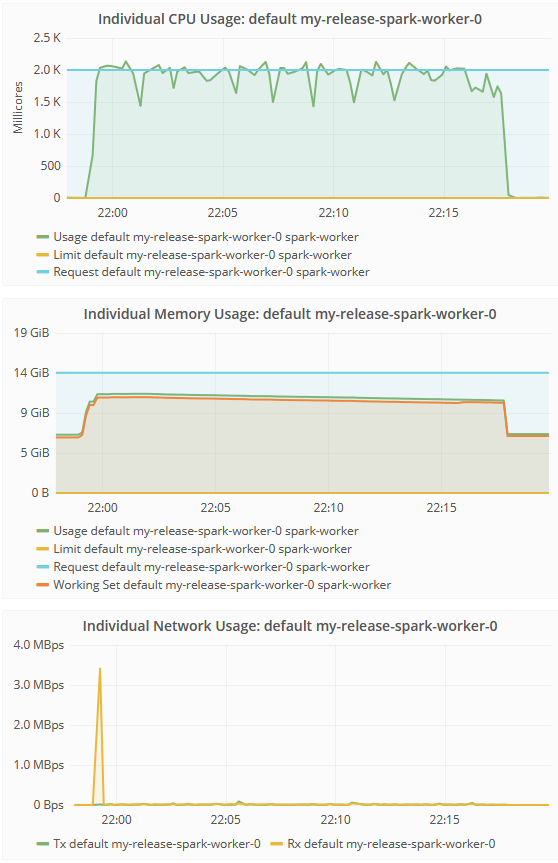 Individual CPU Usage: default my-release-spark-worker-0
2.5 K
2.0 K
1.5 K
1.0 K
500
0
Millicores
22:00 22:05 22:10 22:15
Usage default my-release-spark-worker-0 spark-worker
Limit default my-release-spark-worker-0 spark-worker
Request default my-release-spark-worker-0 spark-worker
Individual Memory Usage: default my-release-spark-worker-0
19 GiB
14 GiB
9 GiB
5 GiB
0 B
22:00 22:05 22:10 22:15
Usage default my-release-spark-worker-0 spark-worker
Limit default my-release-spark-worker-0 spark-worker
Request default my-release-spark-worker-0 spark-worker
Working Set default my-release-spark-worker-0 spark-worker
Individual Network Usage: default my-release-spark-worker-0
4.0 MBps
3.0 MBps
2.0 MBps
1.0 MBps
0 Bps
22:00 22:05 22:10 22:15
Tx default my-release-spark-worker-0 Rx default my-release-spark-worker-0